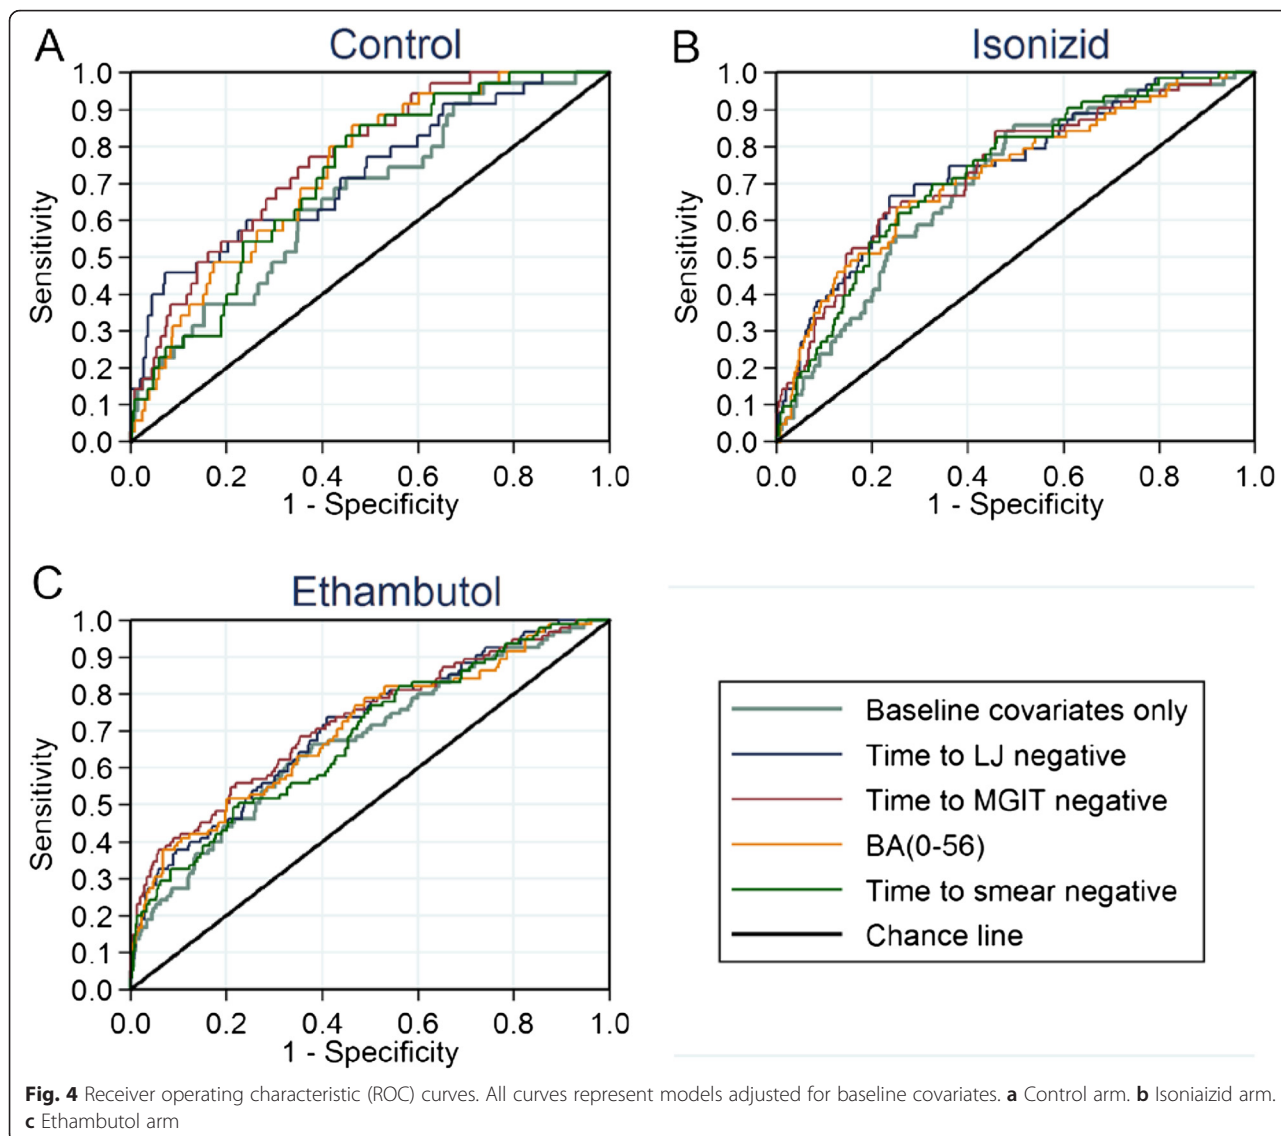 A
Control
1.0
0.9
0.8
0.7
0.6
0.5
0.4
0.3
0.2
0.1
0.0
Sensitivity
0.0 0.2 0.4 0.6 0.8 1.0
1 - Specificity
B
Isonizid
1.0
0.9
0.8
0.7
0.6
0.5
0.4
0.3
0.2
0.1
0.0
Sensitivity
0.0 0.2 0.4 0.6 0.8 1.0
1 - Specificity
C
Ethambutol
1.0
0.9
0.8
0.7
0.6
0.5
0.4
0.3
0.2
0.1
0.0
Sensitivity
0.0 0.2 0.4 0.6 0.8 1.0
1 - Specificity
Baseline covariates only
Time to LJ negative
Time to MGIT negative
BA(0-56)
Time to smear negative
Chance line
Fig. 4 Receiver operating characteristic (ROC) curves. All curves represent models adjusted for baseline covariates. a Control arm. b Isoniaizid arm.
c Ethambutol arm